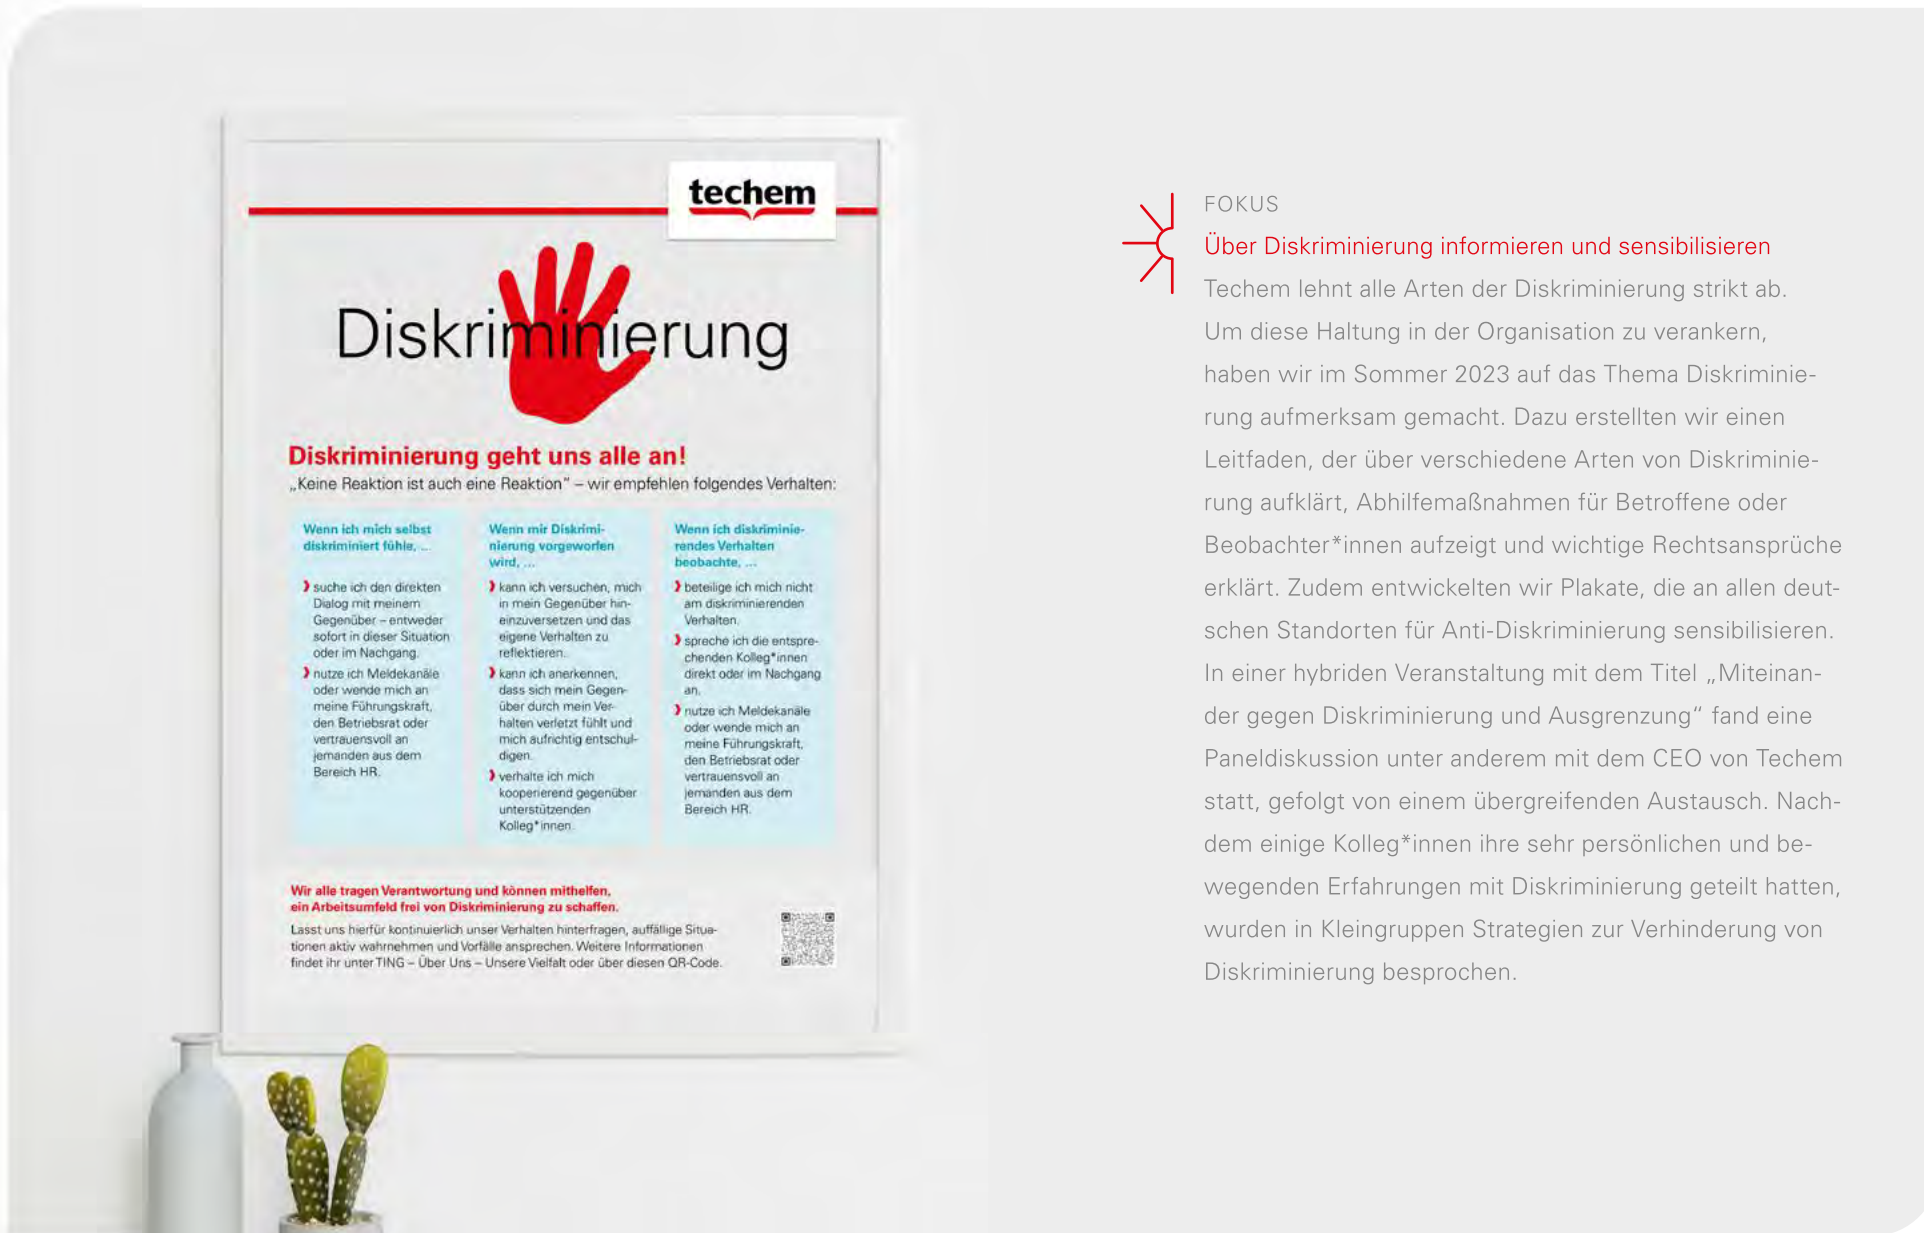 techem
Diskriminierung
Diskriminierung geht uns alle an!
„Keine Reaktion ist auch eine Reaktion“ – wir empfehlen folgendes Verhalten:
Wenn ich mich selbst
diskriminiert fühle, ...
❱ suche ich den direkten
Dialog mit meinem
Gegenüber – entweder
sofort in dieser Situation
oder im Nachgang.
❱ nutze ich Meldekanäle
oder wende mich an
meine Führungskraft,
den Betriebsrat oder
vertrauensvoll an
jemanden aus dem
Bereich HR.
Wenn mir Diskrimi-
nierung vorgeworfen
wird, ...
❱ kann ich versuchen, mich
in mein Gegenüber hin-
einzuversetzen und das
eigene Verhalten zu
reflektieren.
❱ kann ich anerkennen,
dass sich mein Gegen-
über durch mein Ver-
halten verletzt fühlt und
mich aufrichtig entschul-
digen.
❱ verhalte ich mich
kooperierend gegenüber
unterstützenden
Kolleg*innen.
Wenn ich diskriminie-
rendes Verhalten
beobachte, ...
❱ beteilige ich mich nicht
am diskriminierenden
Verhalten.
❱ spreche ich die entspre-
chenden Kolleg*innen
direkt oder im Nachgang
an.
❱ nutze ich Meldekanäle
oder wende mich an
meine Führungskraft,
den Betriebsrat oder
vertrauensvoll an
jemanden aus dem
Bereich HR.
Wir alle tragen Verantwortung und können mithelfen,
ein Arbeitsumfeld frei von Diskriminierung zu schaffen.
Lasst uns hierfür kontinuierlich unser Verhalten hinterfragen, auffällige Situa-
tionen aktiv wahrnehmen und Vorfälle ansprechen. Weitere Informationen
findet ihr unter TING – Über Uns – Unsere Vielfalt oder über diesen QR-Code.
FOKUS
Über Diskriminierung informieren und sensibilisieren
Techem lehnt alle Arten der Diskriminierung strikt ab.
Um diese Haltung in der Organisation zu verankern,
haben wir im Sommer 2023 auf das Thema Diskriminie-
rung aufmerksam gemacht. Dazu erstellten wir einen
Leitfaden, der über verschiedene Arten von Diskriminie-
rung aufklärt, Abhilfemaßnahmen für Betroffene oder
Beobachter*innen aufzeigt und wichtige Rechtsansprüche
erklärt. Zudem entwickelten wir Plakate, die an allen deut-
schen Standorten für Anti-Diskriminierung sensibilisieren.
In einer hybriden Veranstaltung mit dem Titel „Miteinan-
der gegen Diskriminierung und Ausgrenzung“ fand eine
Paneldiskussion unter anderem mit dem CEO von Techem
statt, gefolgt von einem übergreifenden Austausch. Nach-
dem einige Kolleg*innen ihre sehr persönlichen und be-
wegenden Erfahrungen mit Diskriminierung geteilt hatten,
wurden in Kleingruppen Strategien zur Verhinderung von
Diskriminierung besprochen.